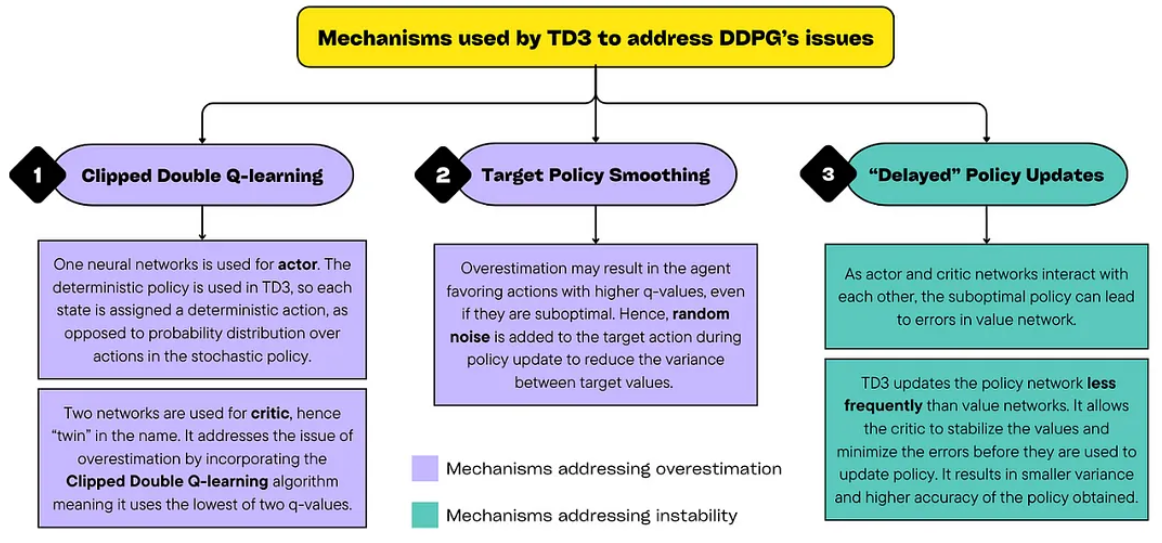 Mechanisms used by TD3 to address DDPG's issues
1
Clipped Double Q-learning
One neural networks is used for actor. The
deterministic policy is used in TD3, so each
state is assigned a deterministic action, as
opposed to probability distribution over
actions in the stochastic policy.
Two networks are used for critic, hence
“twin” in the name. It addresses the issue of
overestimation by incorporating the
Clipped Double Q-learning algorithm
meaning it uses the lowest of two q-values.
2
Target Policy Smoothing
Overestimation may result in the agent
favoring actions with higher q-values, even
if they are suboptimal. Hence, random
noise is added to the target action during
policy update to reduce the variance
between target values.
3
“Delayed” Policy Updates
As actor and critic networks interact with
each other, the suboptimal policy can lead
to errors in value network.
TD3 updates the policy network less
frequently than value networks. It allows
the critic to stabilize the values and
minimize the errors before they are used to
update policy. It results in smaller variance
and higher accuracy of the policy obtained.
Mechanisms addressing overestimation
Mechanisms addressing instability